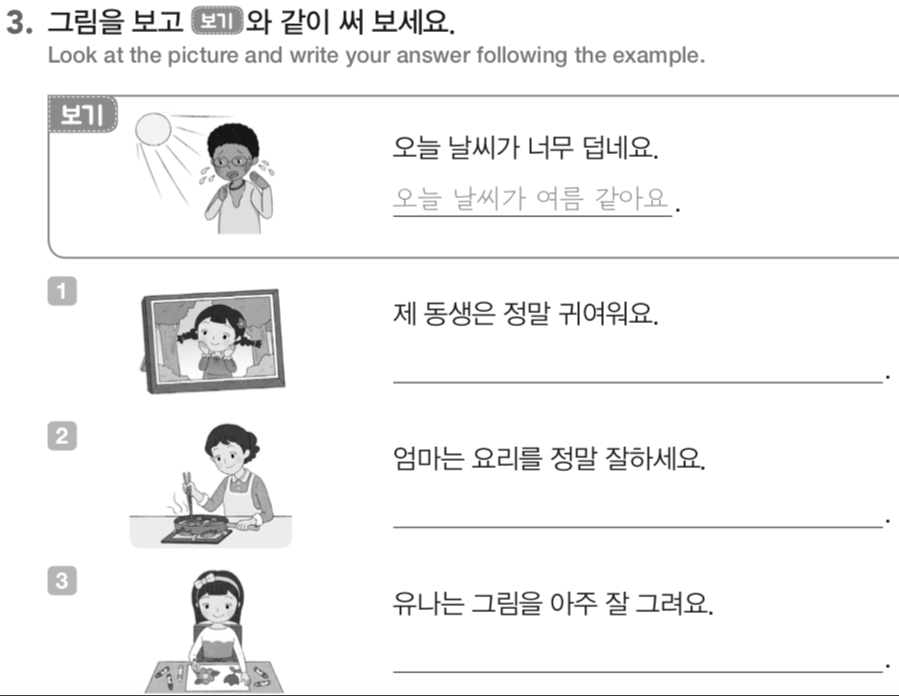 3. 그림을 보고 보기 와 같이 써 보세요.
Look at the picture and write your answer following the example.
보기
오늘 날씨가 너무 덥네요.
오늘 날씨가 여름 같아요.
1
제 동생은 정말 귀여워요.
.
2
엄마는 요리를 정말 잘하세요.
.
3
유나는 그림을 아주 잘 그려요.
.